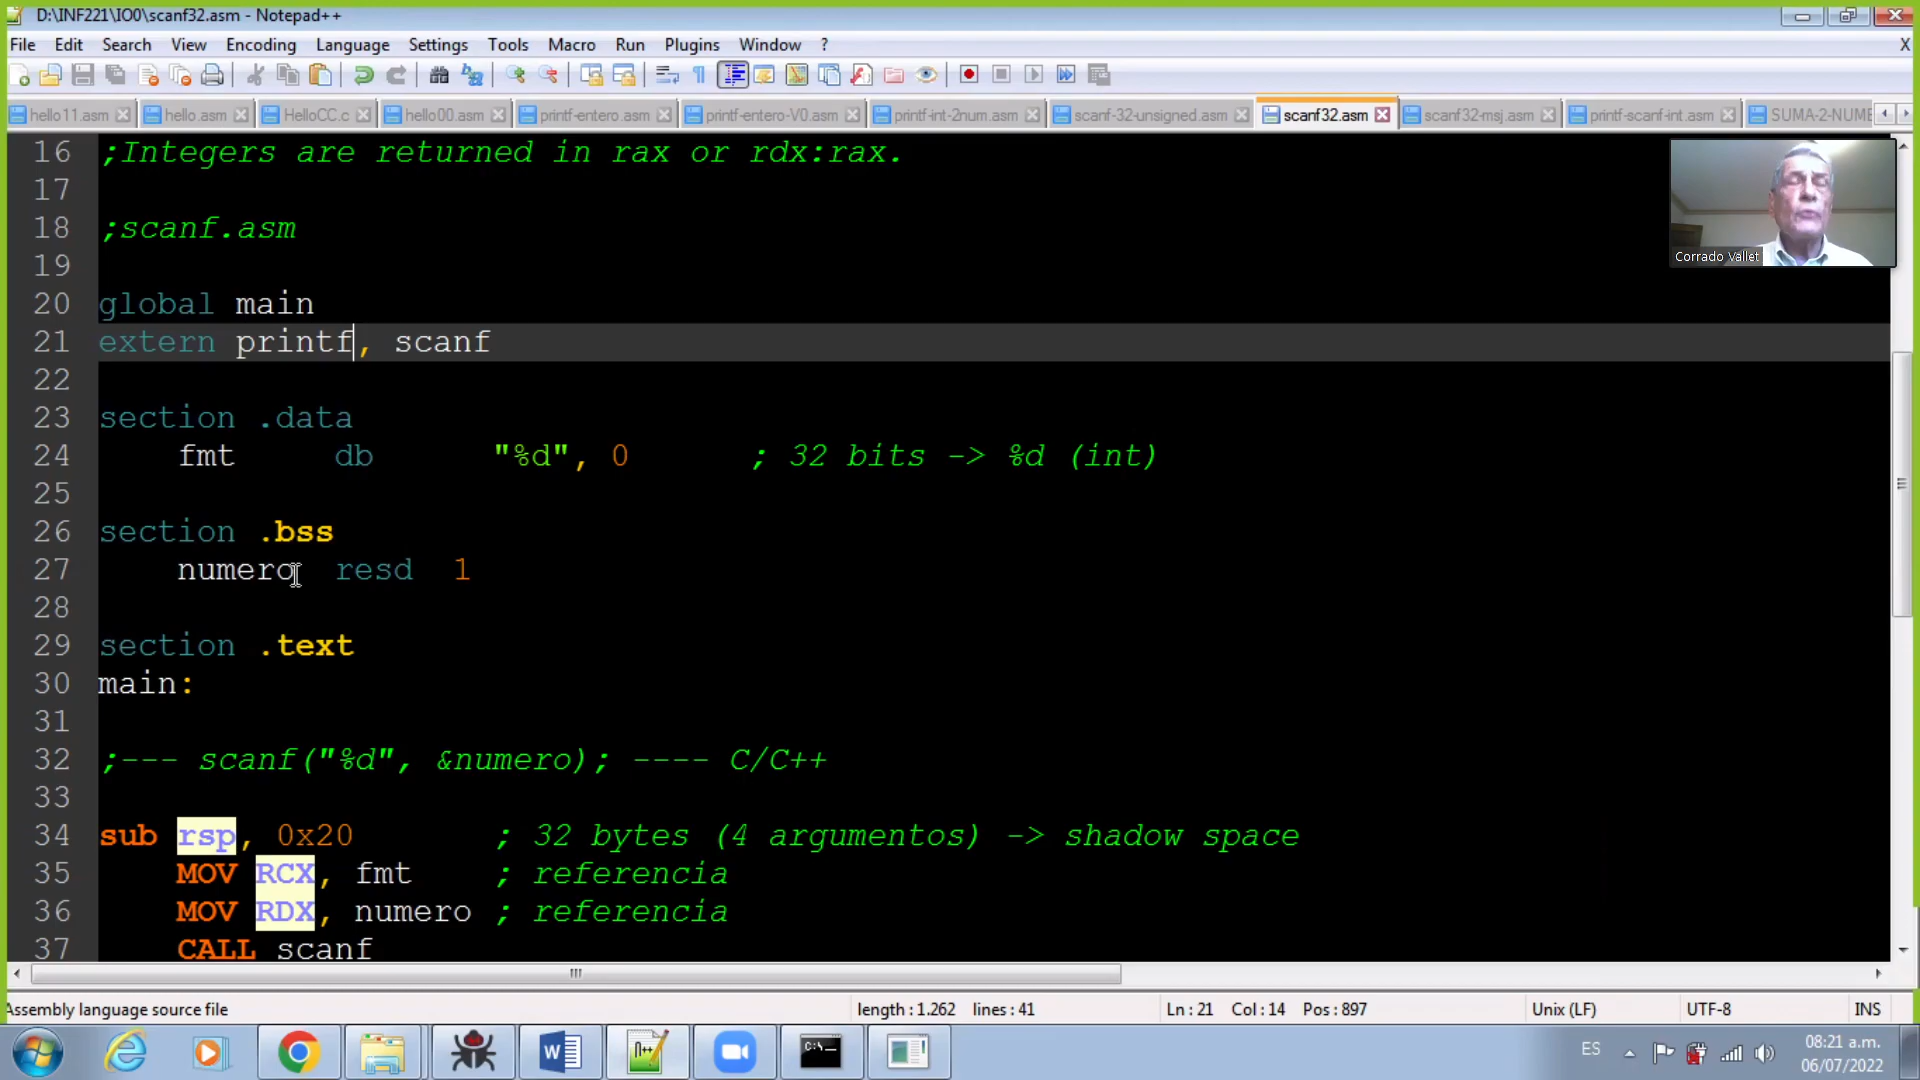 D:\INF221\IO0\scanf32.asm - Notepad++
File Edit Search View Encoding Language Settings Tools Macro Run Plugins Window ? X
hello11.asm hello.asm HelloCC.c hello00.asm printf-entero.asm printf-entero-V0.asm printf-int-2num.asm scanf-32-unsigned.asm scanf32.asm scanf32-msj.asm printf-scanf-int.asm SUMA-2-NUME
16 ;Integers are returned in rax or rdx:rax.
17
18 ;scanf.asm
19
20 global main
21 extern printf, scanf
22
23 section .data
24 fmt db "%d", 0 ; 32 bits -> %d (int)
25
26 section .bss
27 numero resd 1
28
29 section .text
30 main:
31
32 ;--- scanf("%d", &numero); ---- C/C++
33
34 sub rsp, 0x20 ; 32 bytes (4 argumentos) -> shadow space
35 MOV RCX, fmt ; referencia
36 MOV RDX, numero ; referencia
37 CALL scanf
Corrado Vallet
Assembly language source file length : 1.262 lines : 41 Ln : 21 Col : 14 Pos : 897 Unix (LF) UTF-8 INS
ES 08:21 a.m.
06/07/2022